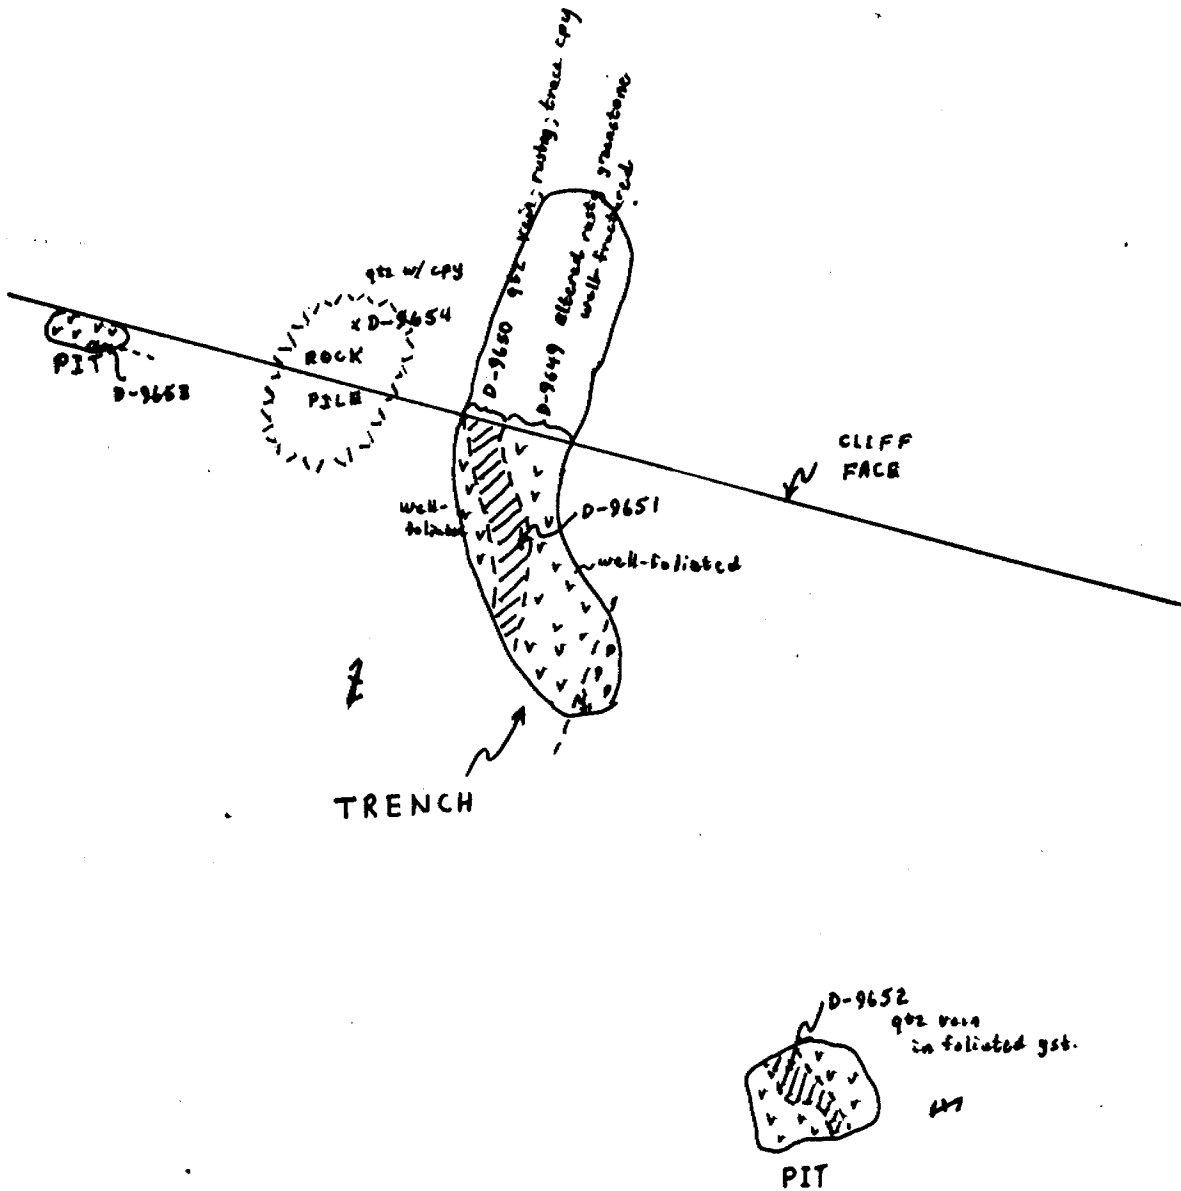 D-9650 qtz vein; rusty; trace cpy
D-9649 altered rusty greenstone
well fractured
qtz w/ cpy
x D-9654
ROCK
PILE
PIT
D-9653
CLIFF
FACE
well-
foliated
D-9651
well-foliated
TRENCH
D-9652
qtz vein
in foliated gst.
PIT